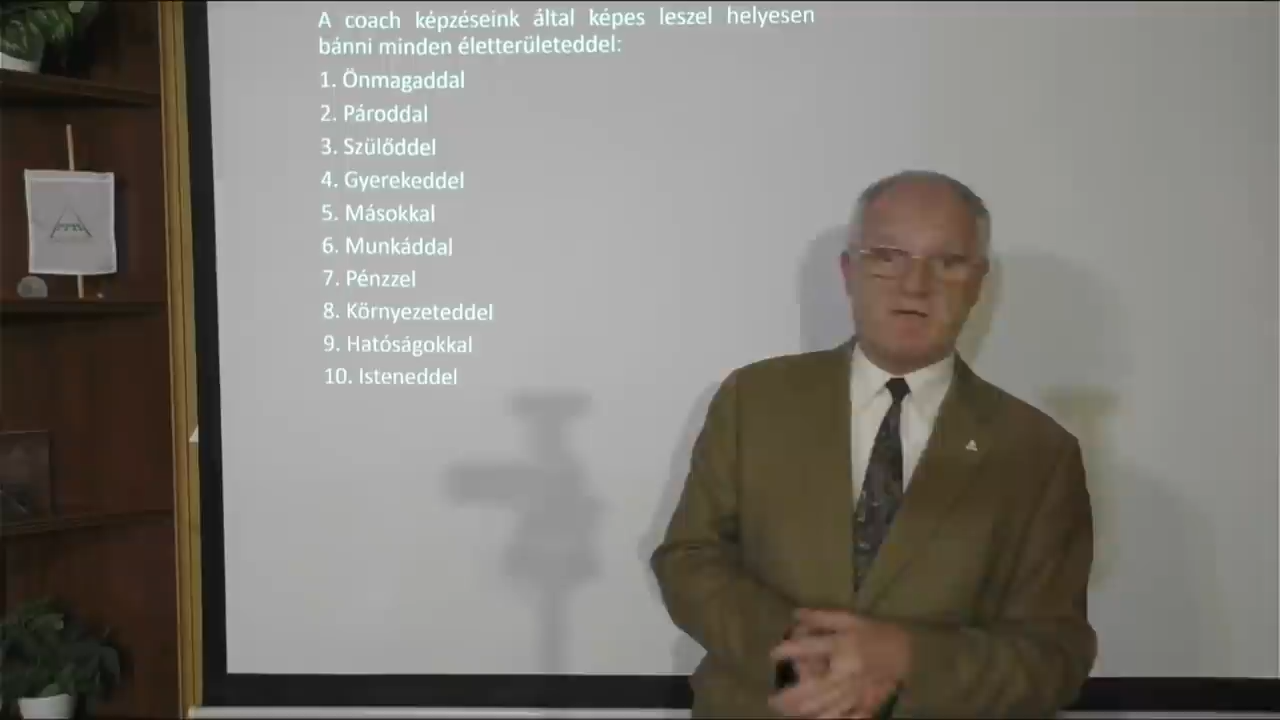 A coach képzéseink által képes leszel helyesen
bánni minden életterületeddel:
1. Önmagaddal
2. Pároddal
3. Szülőddel
4. Gyerekeddel
5. Másokkal
6. Munkáddal
7. Pénzzel
8. Környezeteddel
9. Hatóságokkal
10. Isteneddel